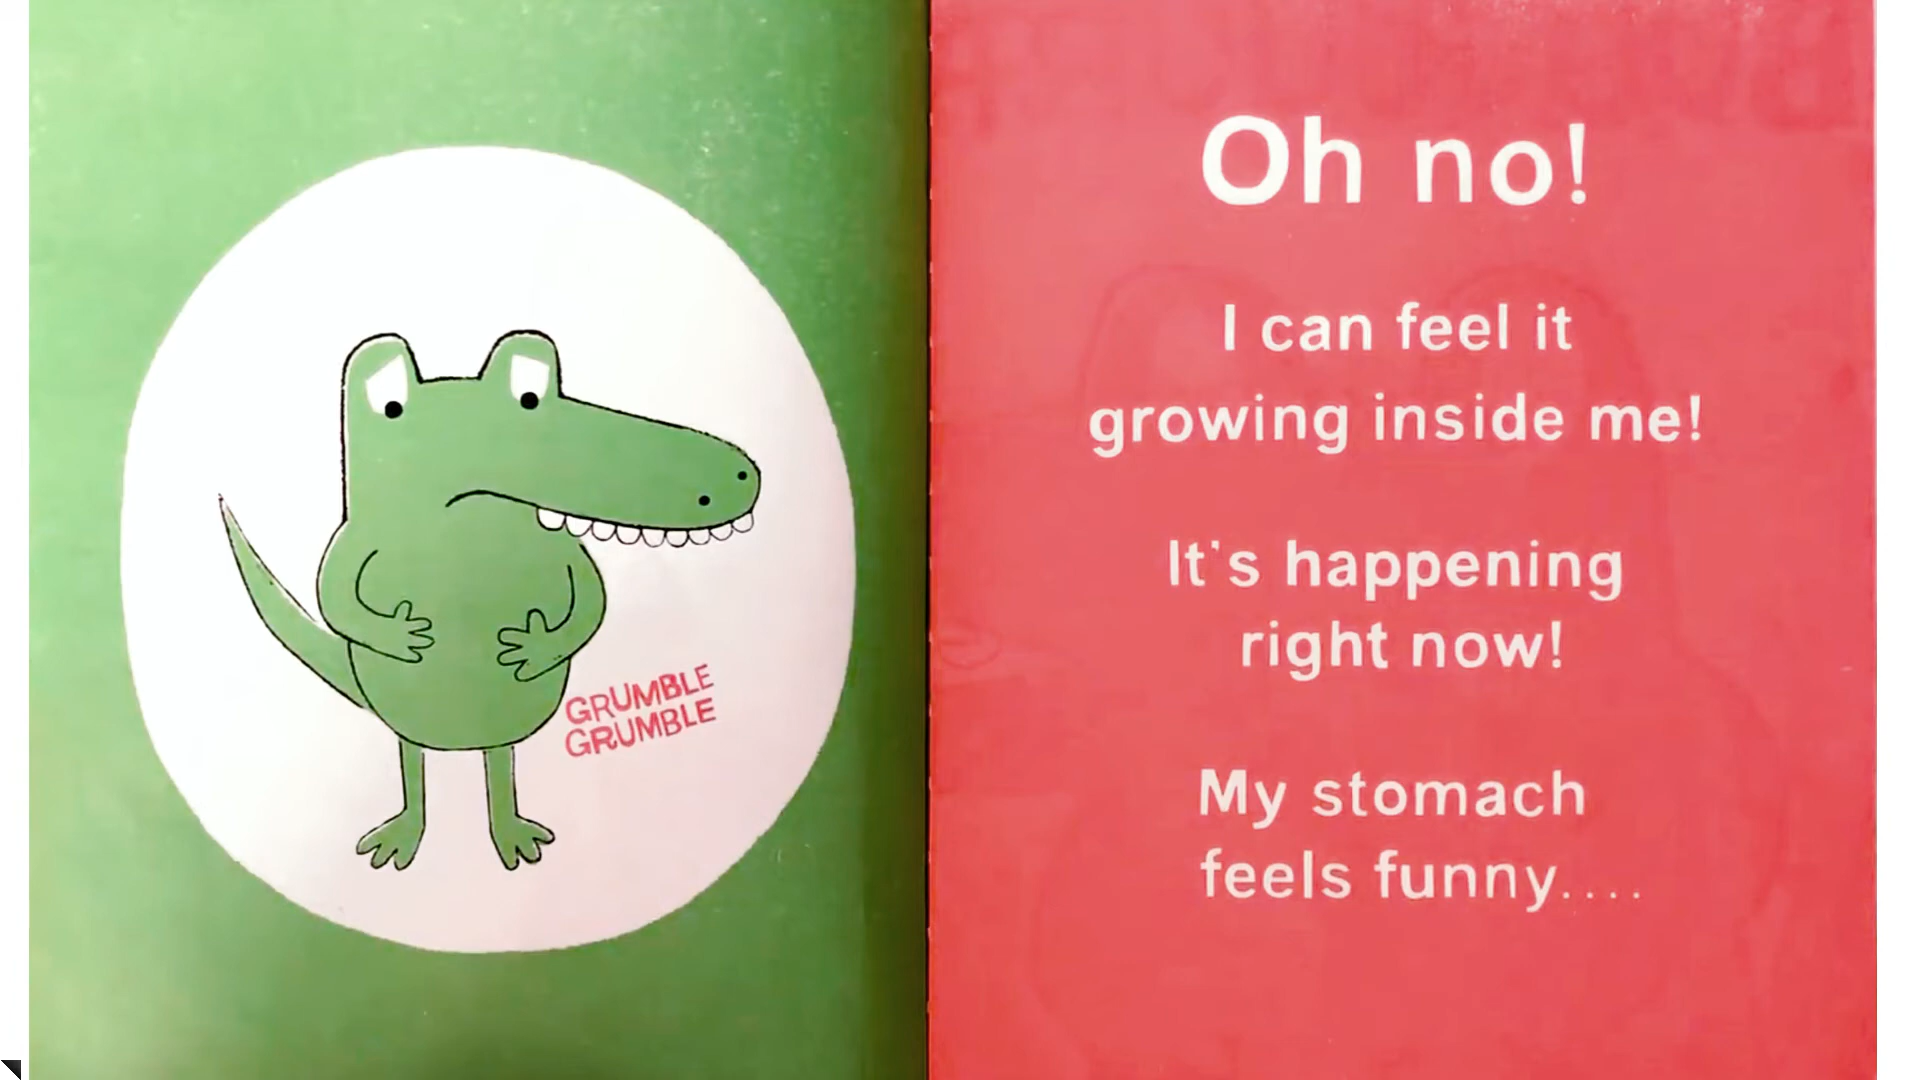 GRUMBLE
GRUMBLE
Oh no!
I can feel it
growing inside me!
It's happening
right now!
My stomach
feels funny....